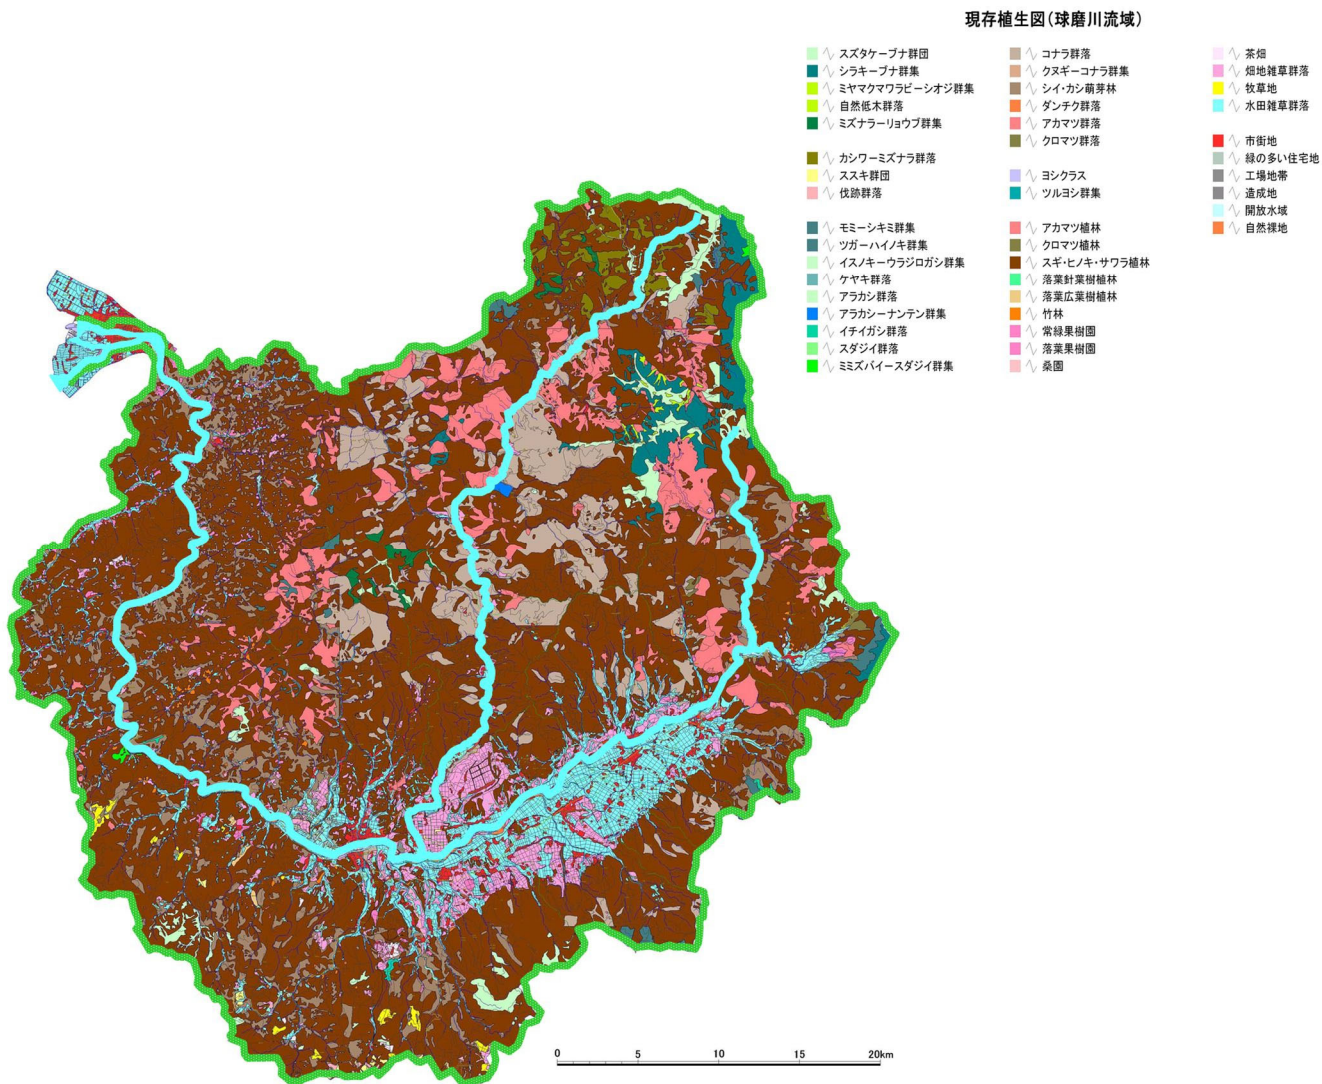 現存植生図(球磨川流域)
スズタケーブナ群団
シラキーブナ群集
ミヤマクマワラビーシオジ群集
自然低木群落
ミズナラーリョウブ群集
カシワーミズナラ群落
ススキ群団
伐跡群落
モミーシキミ群集
ツガーハイノキ群集
イスノキーウラジロガシ群集
ケヤキ群落
アラカシ群落
アラカシーナンテン群集
イチイガシ群落
スダジイ群落
ミミズバイースダジイ群集
コナラ群落
クヌギーコナラ群集
シイ・カシ萌芽林
ダンチク群落
アカマツ群落
クロマツ群落
ヨシクラス
ツルヨシ群集
アカマツ植林
クロマツ植林
スギ・ヒノキ・サワラ植林
落葉針葉樹植林
落葉広葉樹植林
竹林
常緑果樹園
落葉果樹園
桑園
茶畑
畑地雑草群落
牧草地
水田雑草群落
市街地
緑の多い住宅地
工場地帯
造成地
開放水域
自然裸地
0 5 10 15 20km